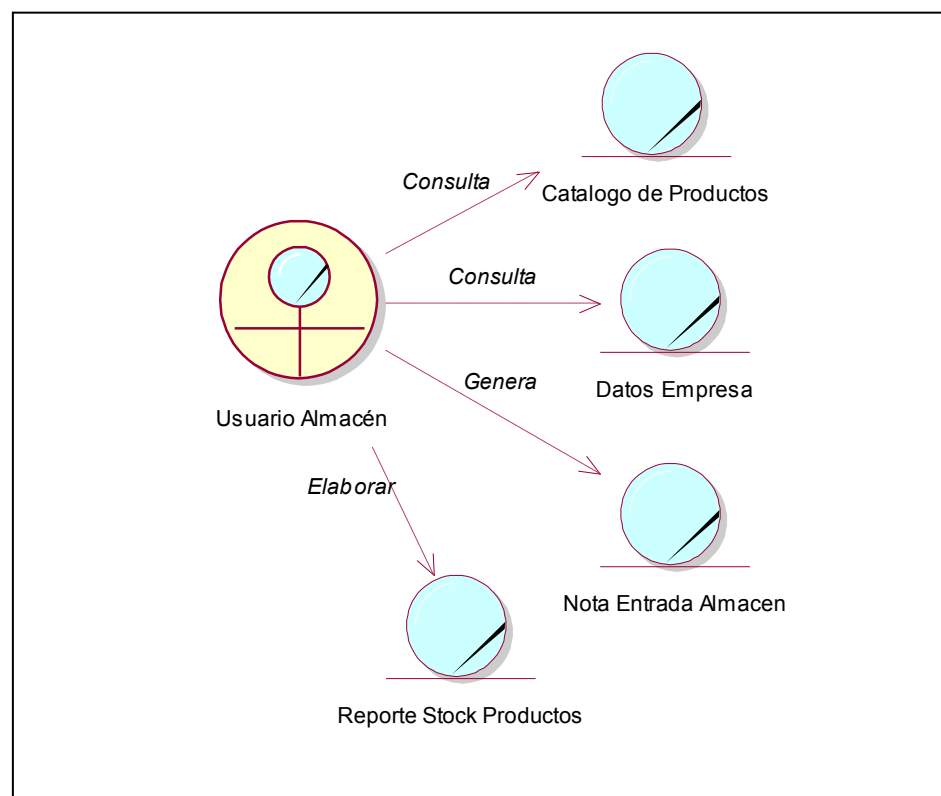 Consulta
Catalogo de Productos
Consulta
Datos Empresa
Genera
Usuario Almacén
Elaborar
Nota Entrada Almacen
Reporte Stock Productos